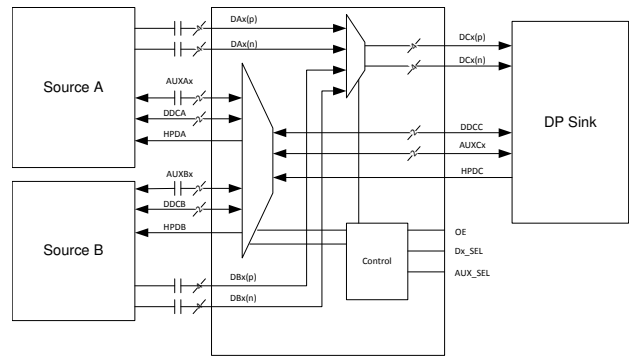 DAx(p)
DAx(n)
DCx(p)
DCx(n)
Source A
AUXAx
DDCA
HPDA
DP Sink
DDCC
AUXCx
HPDC
AUXBx
DDCB
HPDB
Source B
OE
Dx_SEL
AUX_SEL
Control
DBx(p)
DBx(n)